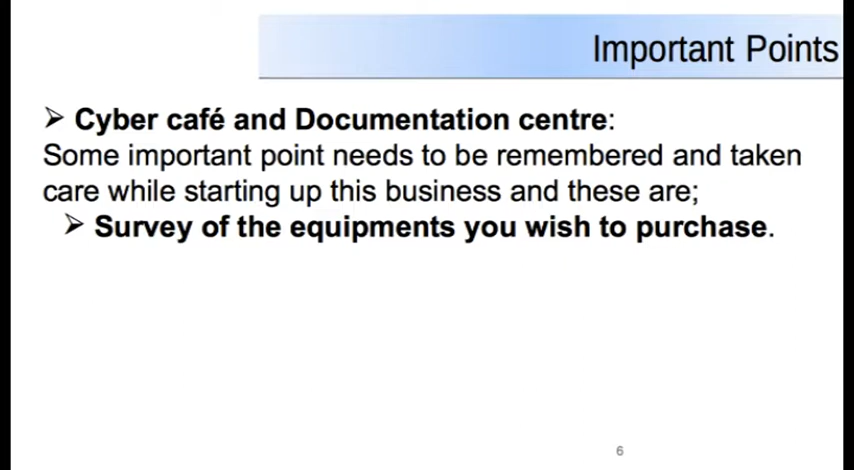 Important Points
➢ Cyber café and Documentation centre:
Some important point needs to be remembered and taken
care while starting up this business and these are;
➢ Survey of the equipments you wish to purchase.
6